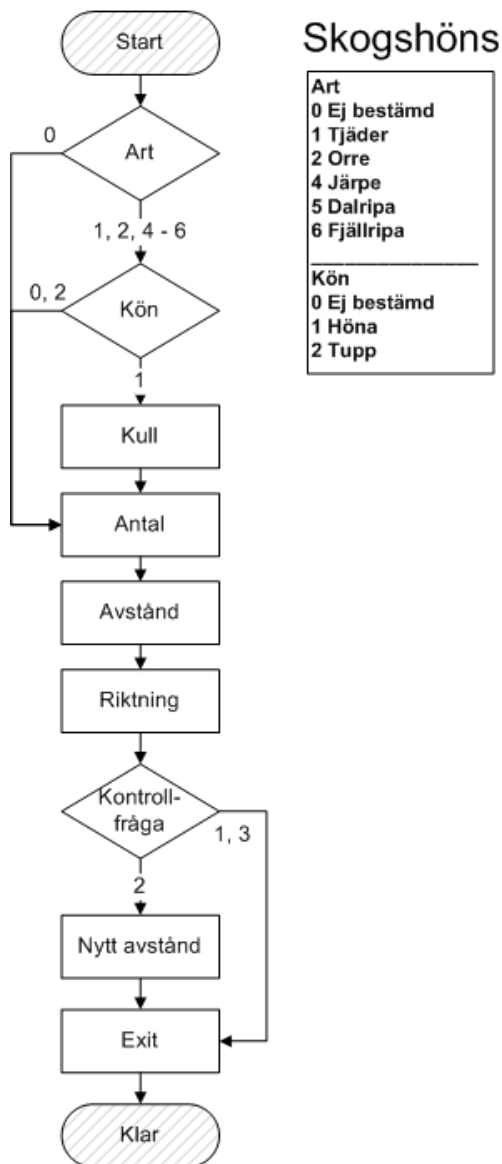 Skogshöns
Start
Art
0 Ej bestämd
1 Tjäder
2 Orre
4 Järpe
5 Dalripa
6 Fjällripa
Kön
0 Ej bestämd
1 Höna
2 Tupp
0
Art
1, 2, 4 - 6
0, 2
Kön
1
Kull
Antal
Avstånd
Riktning
Kontroll-
fråga
1, 3
2
Nytt avstånd
Exit
Klar